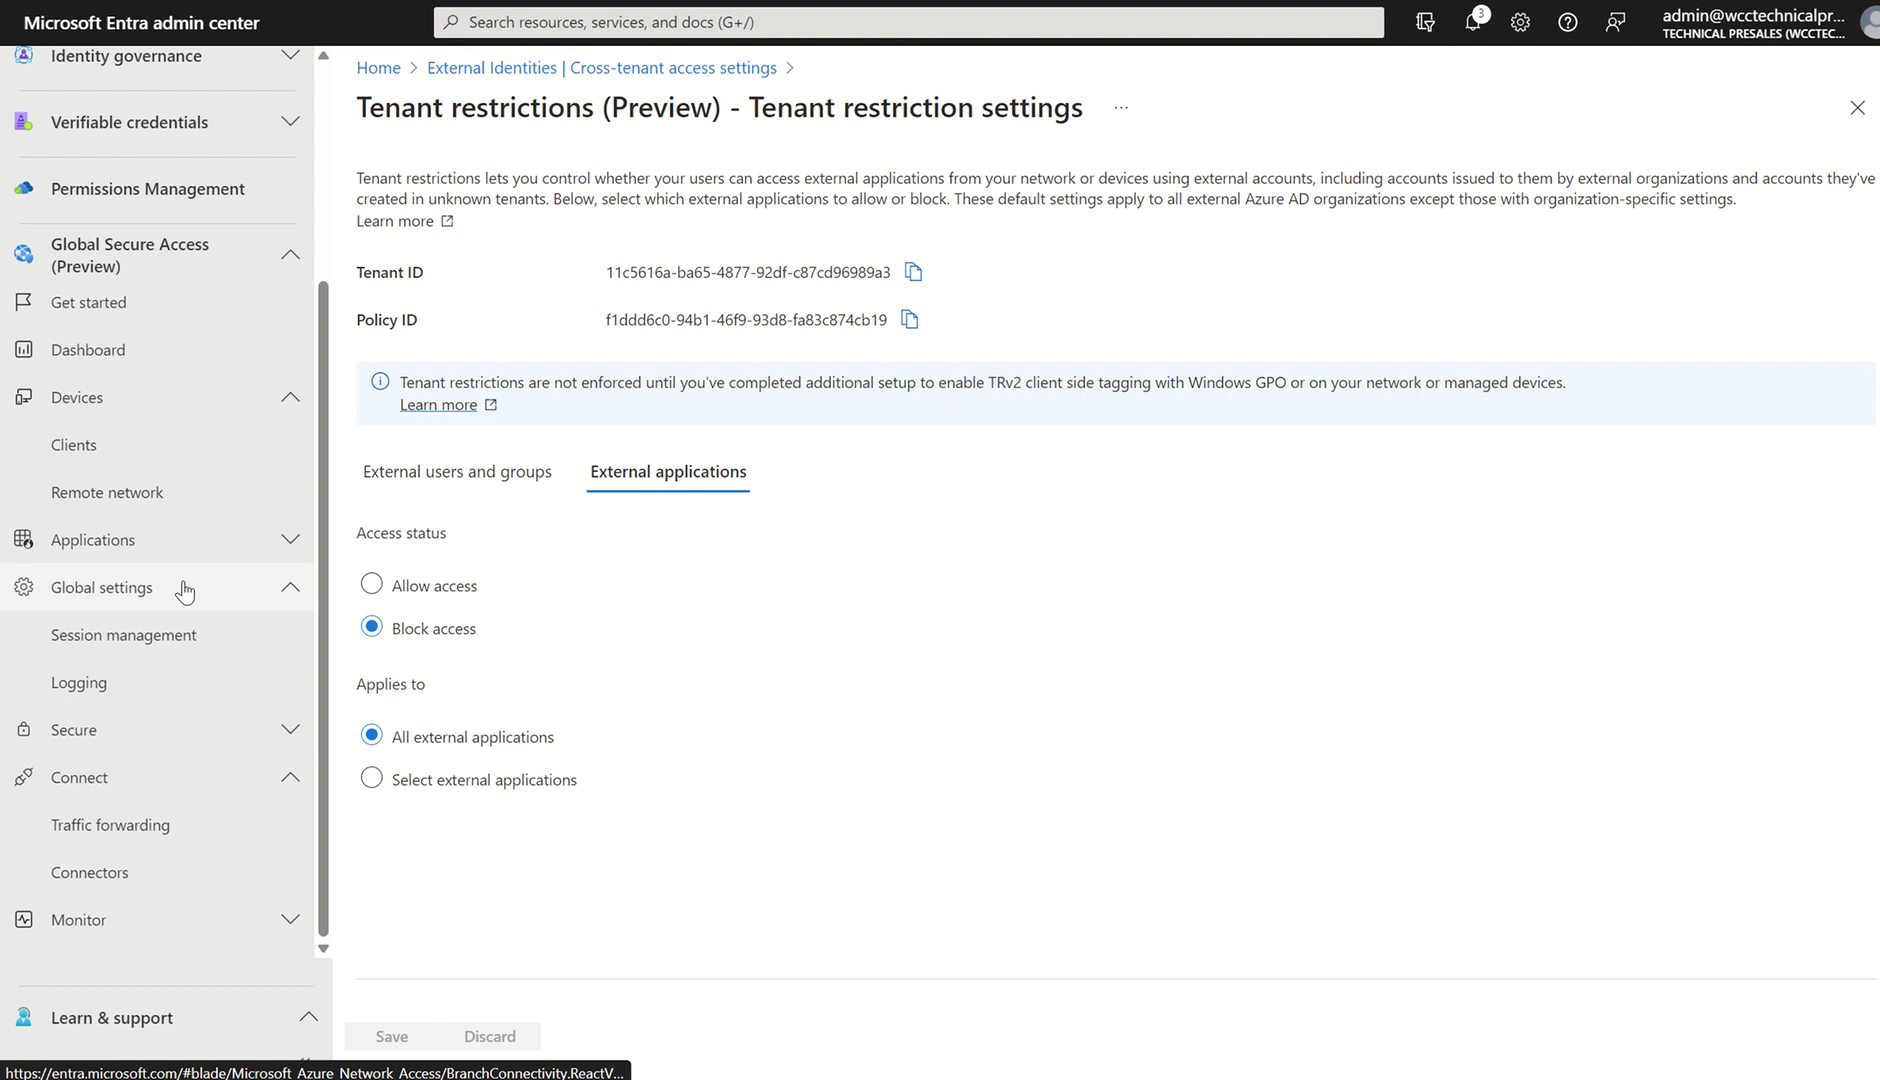 Microsoft Entra admin center
Search resources, services, and docs (G+/)
3
admin@wcctechnicalpr...
TECHNICAL PRESALES (WCCTEC...
Identity governance
Verifiable credentials
Permissions Management
Global Secure Access
(Preview)
Get started
Dashboard
Devices
Clients
Remote network
Applications
Global settings
Session management
Logging
Secure
Connect
Traffic forwarding
Connectors
Monitor
Learn & support
Home > External Identities | Cross-tenant access settings >
Tenant restrictions (Preview) - Tenant restriction settings ...
Tenant restrictions lets you control whether your users can access external applications from your network or devices using external accounts, including accounts issued to them by external organizations and accounts they've
created in unknown tenants. Below, select which external applications to allow or block. These default settings apply to all external Azure AD organizations except those with organization-specific settings.
Learn more
Tenant ID 11c5616a-ba65-4877-92df-c87cd96989a3
Policy ID f1ddd6c0-94b1-46f9-93d8-fa83c874cb19
Tenant restrictions are not enforced until you've completed additional setup to enable TRv2 client side tagging with Windows GPO or on your network or managed devices.
Learn more
External users and groups External applications
Access status
Allow access
Block access
Applies to
All external applications
Select external applications
Save Discard
https://entra.microsoft.com/#blade/Microsoft_Azure_Network_Access/BranchConnectivity.ReactV...